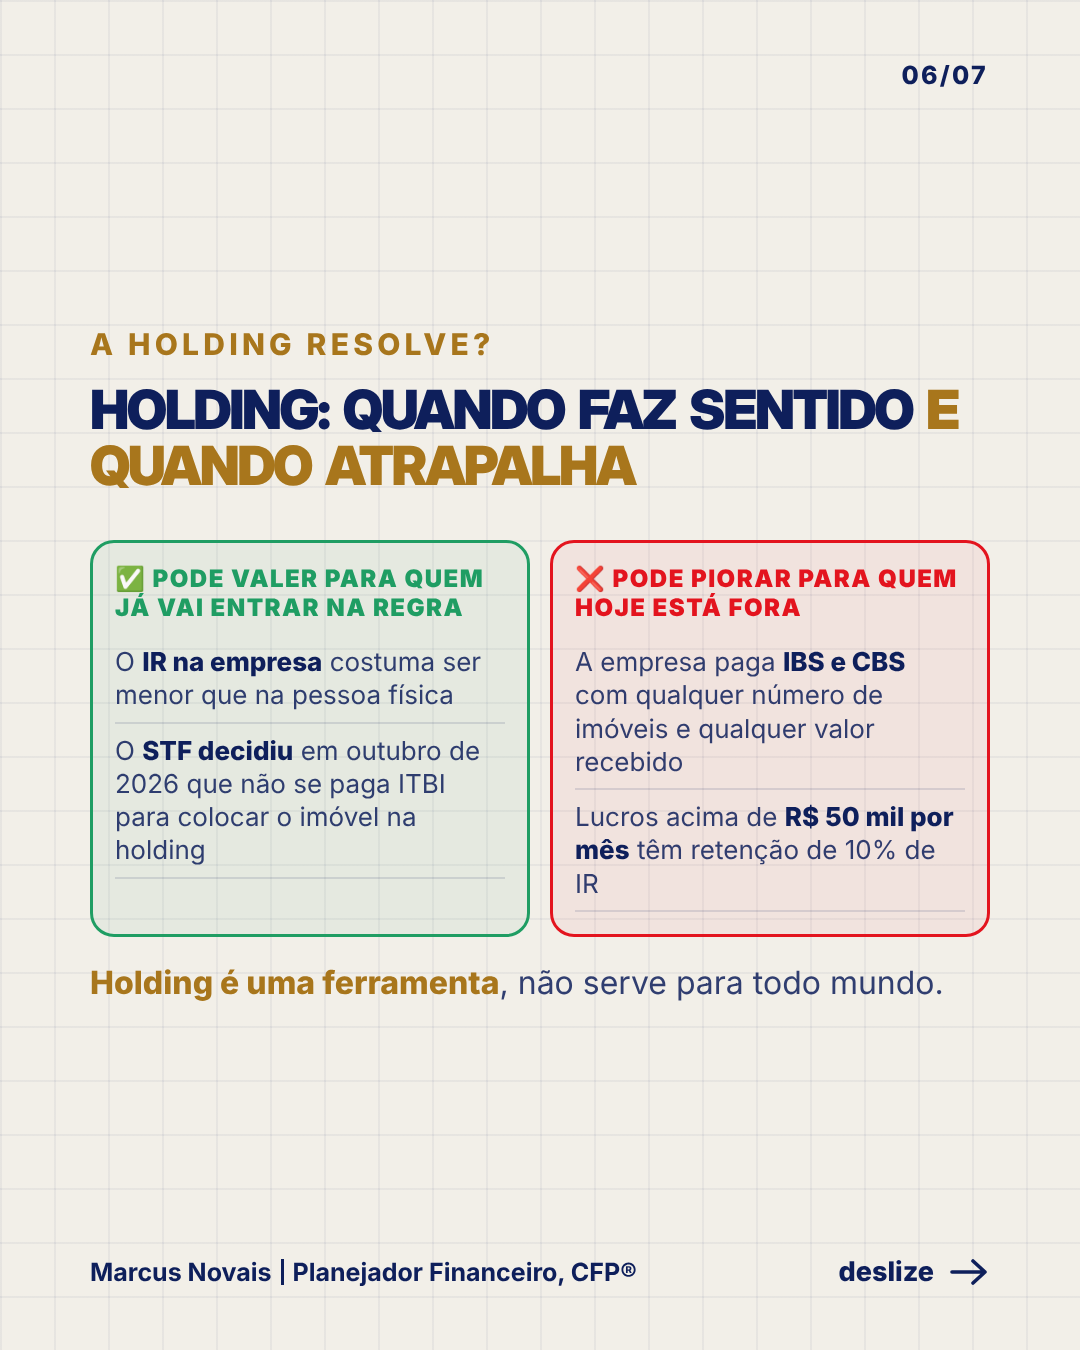 06/07
A HOLDING RESOLVE?
HOLDING: QUANDO FAZ SENTIDO E
QUANDO ATRAPALHA
✅ PODE VALER PARA QUEM
JÁ VAI ENTRAR NA REGRA
O IR na empresa costuma ser
menor que na pessoa física
O STF decidiu em outubro de
2026 que não se paga ITBI
para colocar o imóvel na
holding
❌ PODE PIORAR PARA QUEM
HOJE ESTÁ FORA
A empresa paga IBS e CBS
com qualquer número de
imóveis e qualquer valor
recebido
Lucros acima de R$ 50 mil por
mês têm retenção de 10% de
IR
Holding é uma ferramenta, não serve para todo mundo.
Marcus Novais | Planejador Financeiro, CFP®
deslize →